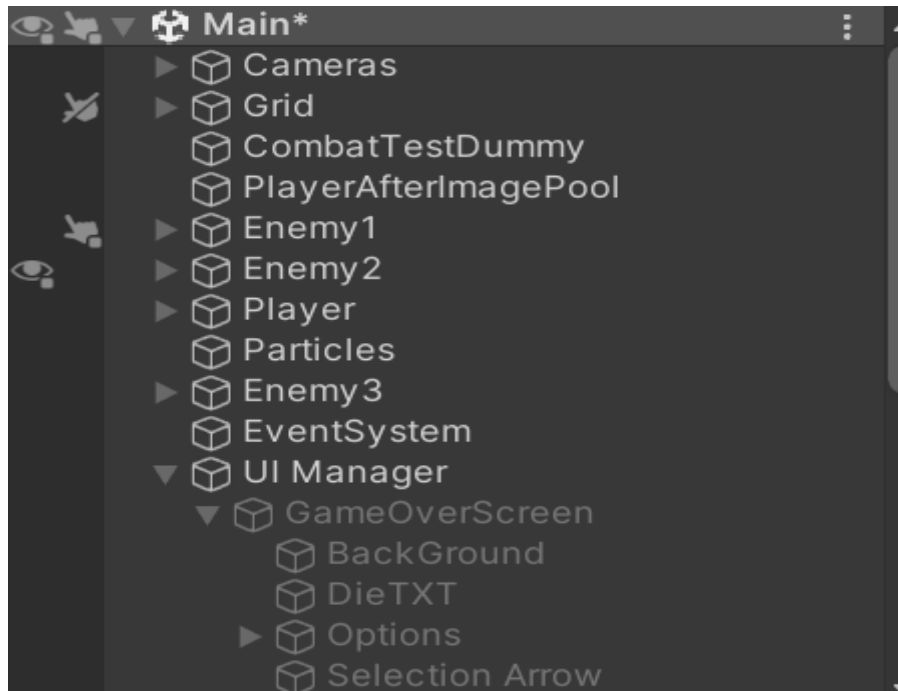 Main*
Cameras
Grid
CombatTestDummy
PlayerAfterImagePool
Enemy1
Enemy2
Player
Particles
Enemy3
EventSystem
UI Manager
GameOverScreen
BackGround
DieTXT
Options
Selection Arrow